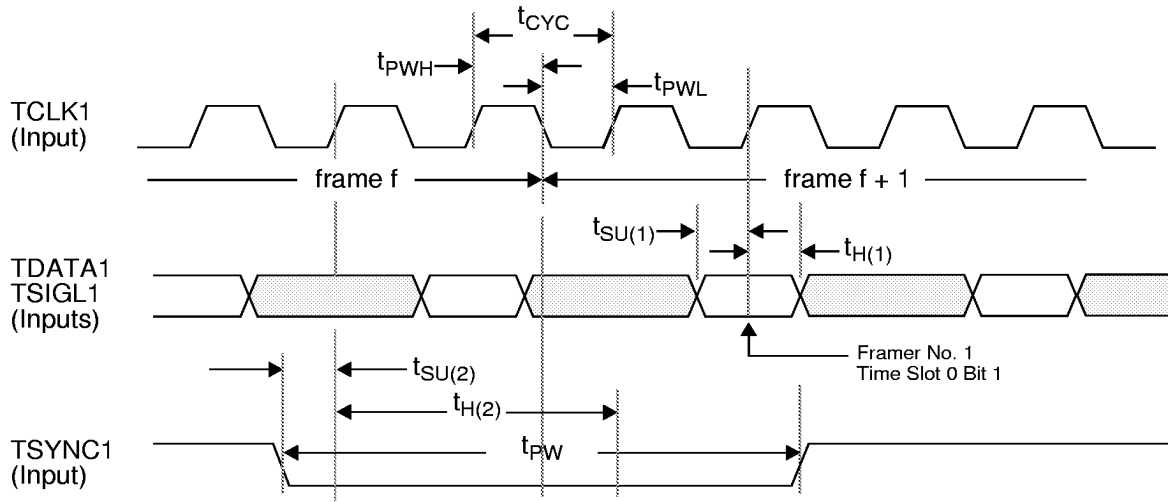 tCYC
tPWH
tPWL
TCLK1
(Input)
frame f
frame f + 1
tSU(1)
tH(1)
TDATA1
TSIGL1
(Inputs)
Framer No. 1
Time Slot 0 Bit 1
tSU(2)
tH(2)
TSYNC1
(Input)
tPW